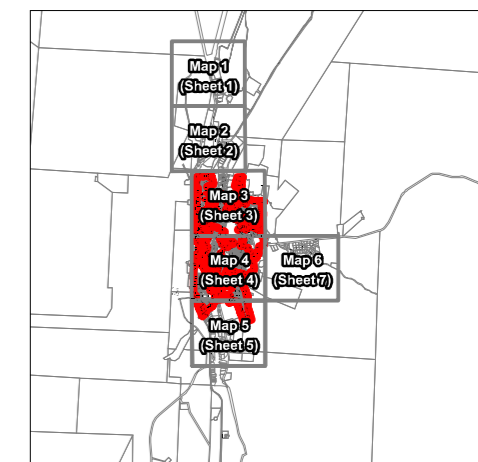 Map 1
(Sheet 1)
Map 2
(Sheet 2)
Map 3
(Sheet 3)
Map 4
(Sheet 4)
Map 6
(Sheet 7)
Map 5
(Sheet 5)